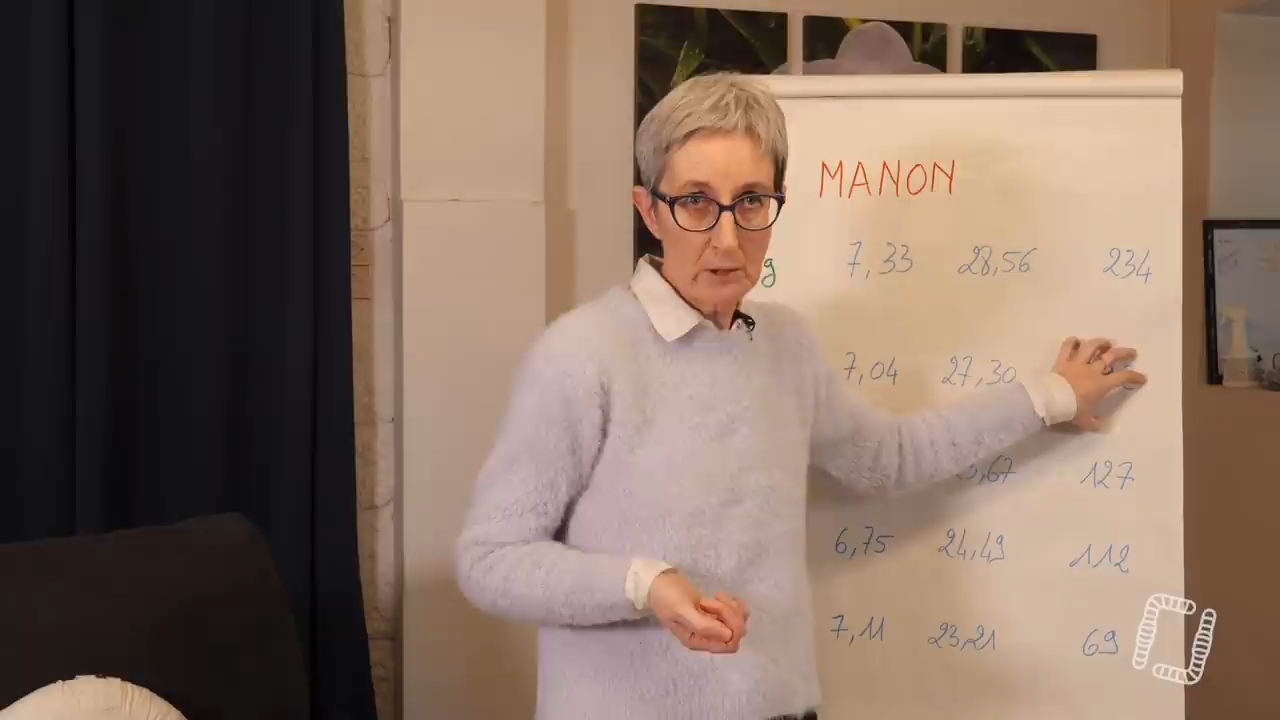 MANON
g 7,33 28,56 234
7,04 27,30
,67 127
6,75 24,49 112
7,11 23,21 69